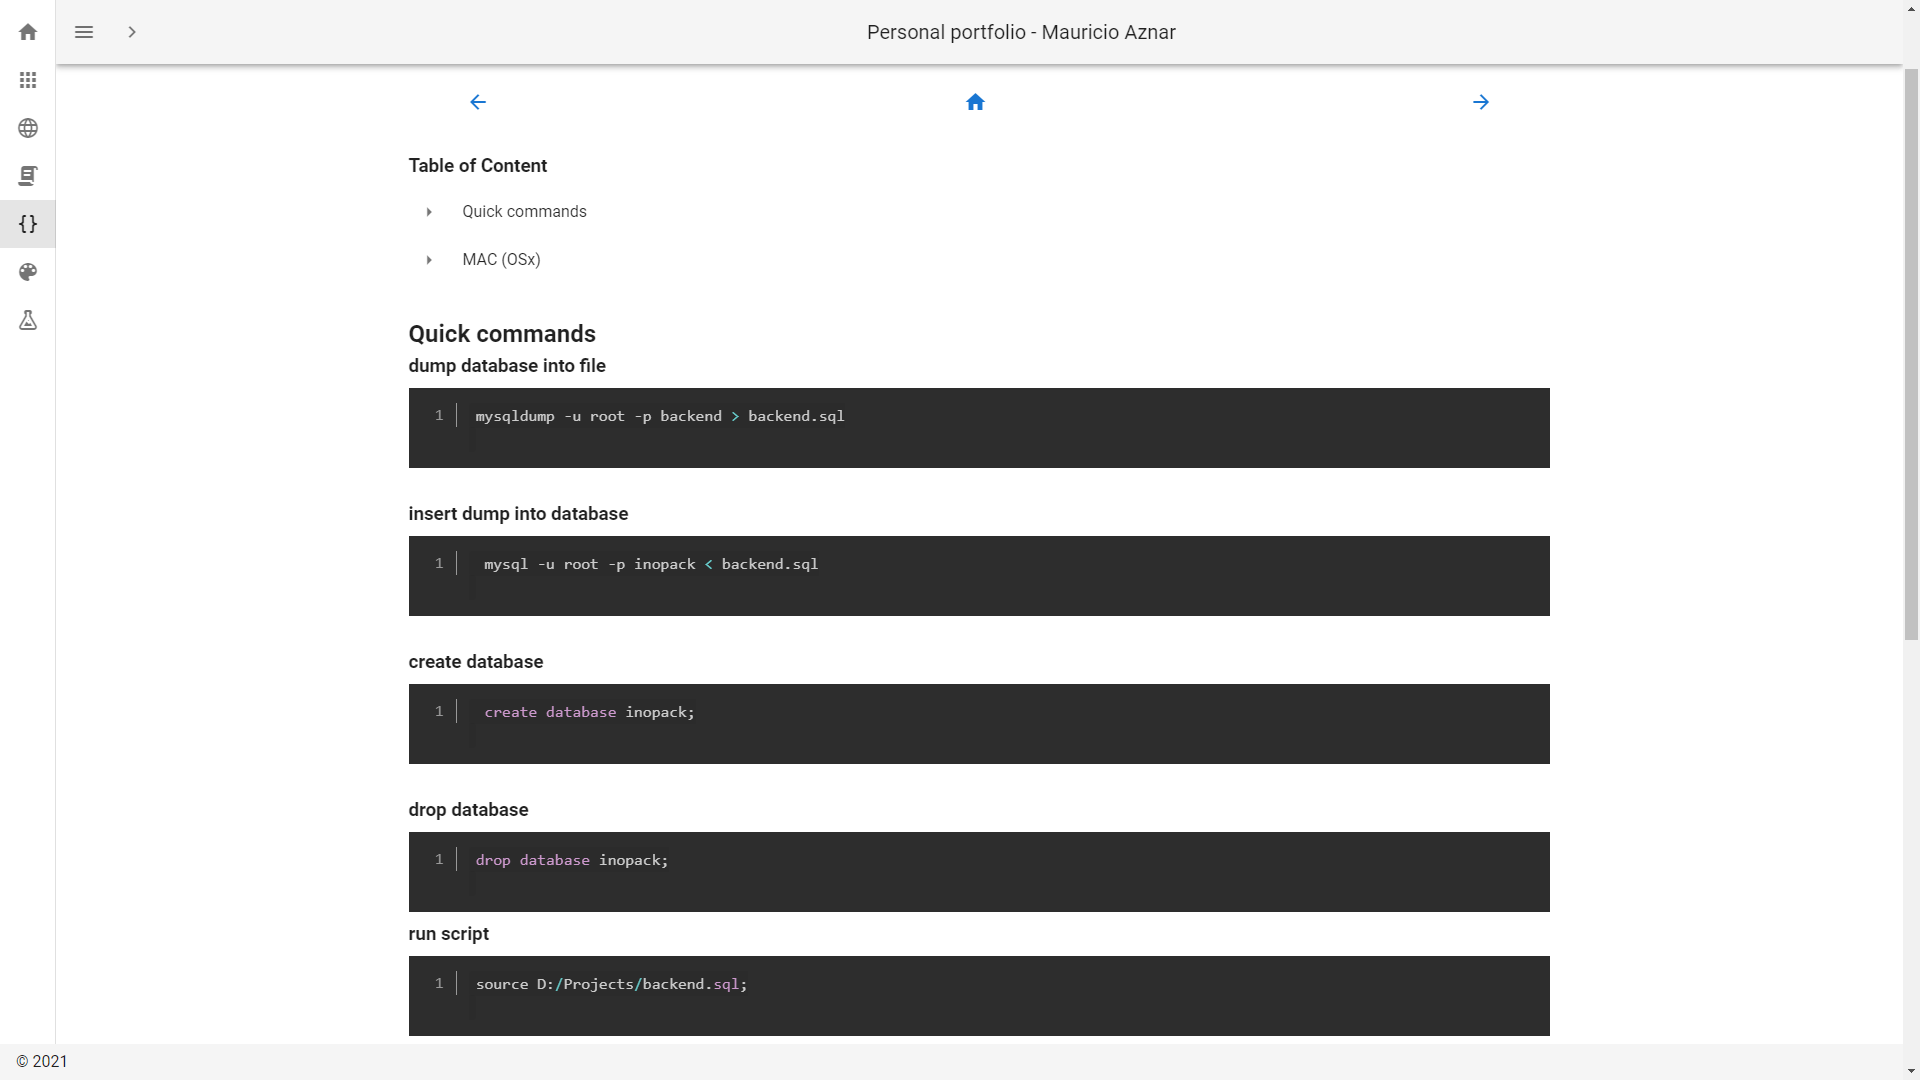 Personal portfolio - Mauricio Aznar
Table of Content
Quick commands
MAC (OSx)
Quick commands
dump database into file
1 mysqldump -u root -p backend > backend.sql
insert dump into database
1 mysql -u root -p inopack < backend.sql
create database
1 create database inopack;
drop database
1 drop database inopack;
run script
1 source D:/Projects/backend.sql;
© 2021